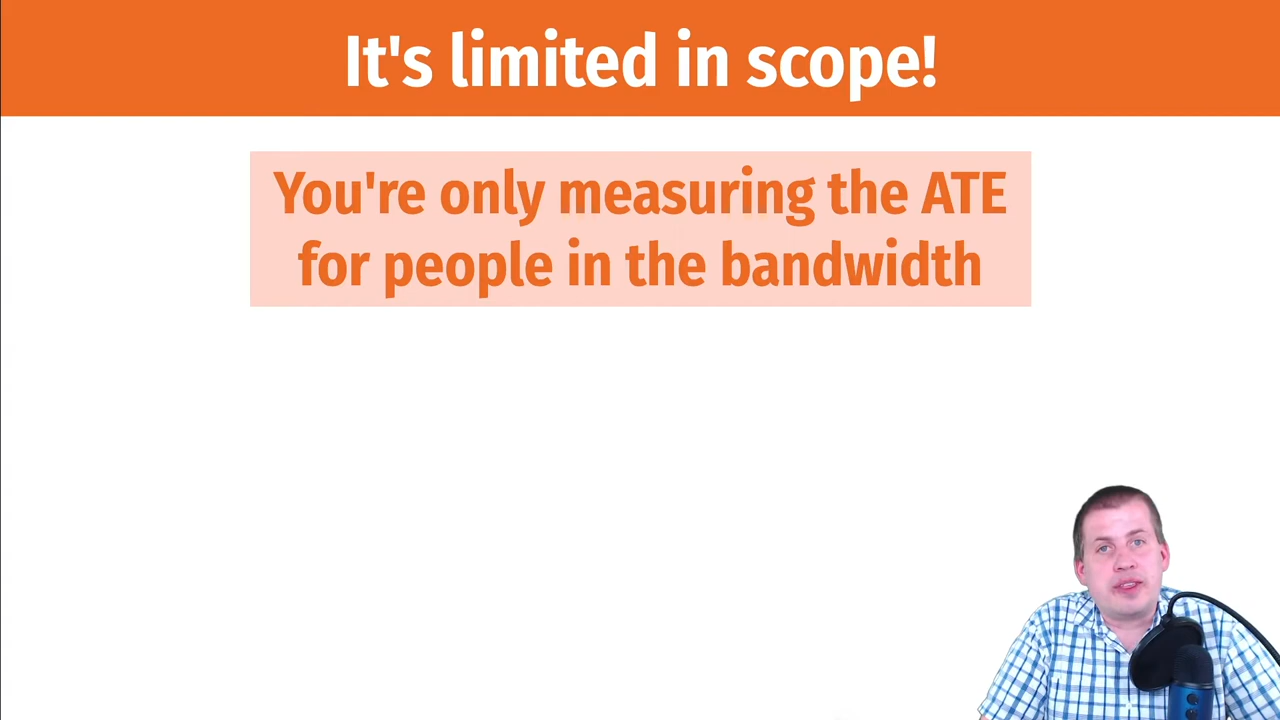 It's limited in scope!
You're only measuring the ATE
for people in the bandwidth